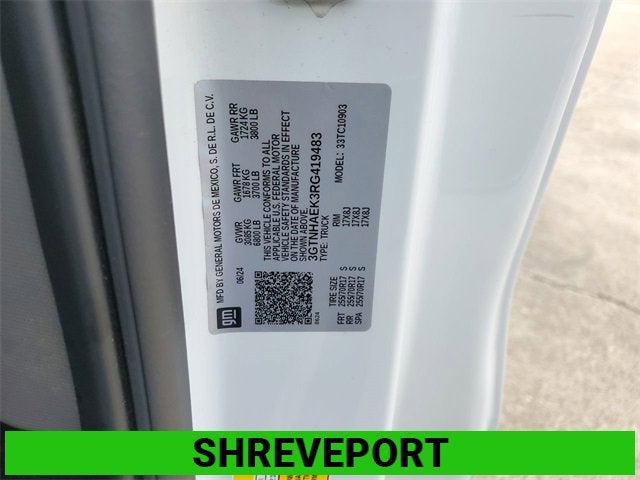 MFD BY GENERAL MOTORS DE MEXICO, S. DE R.L. DE C.V.
06/24 GVWR GAWR FRT GAWR RR
3085KG 1678 KG 1724 KG
6800 LB 3700 LB 3800 LB
THIS VEHICLE CONFORMS TO ALL
APPLICABLE U.S. FEDERAL MOTOR
VEHICLE SAFETY STANDARDS IN EFFECT
ON THE DATE OF MANUFACTURE
SHOWN ABOVE.
3GTNHAEK3RG419483
TYPE: TRUCK MODEL: 33TC10903
gm
TIRE SIZE RIM
FRT 255/70R17 S 17X8J
RR 255/70R17 S 17X8J
SPA 255/70R17 S 17X8J
SHREVEPORT